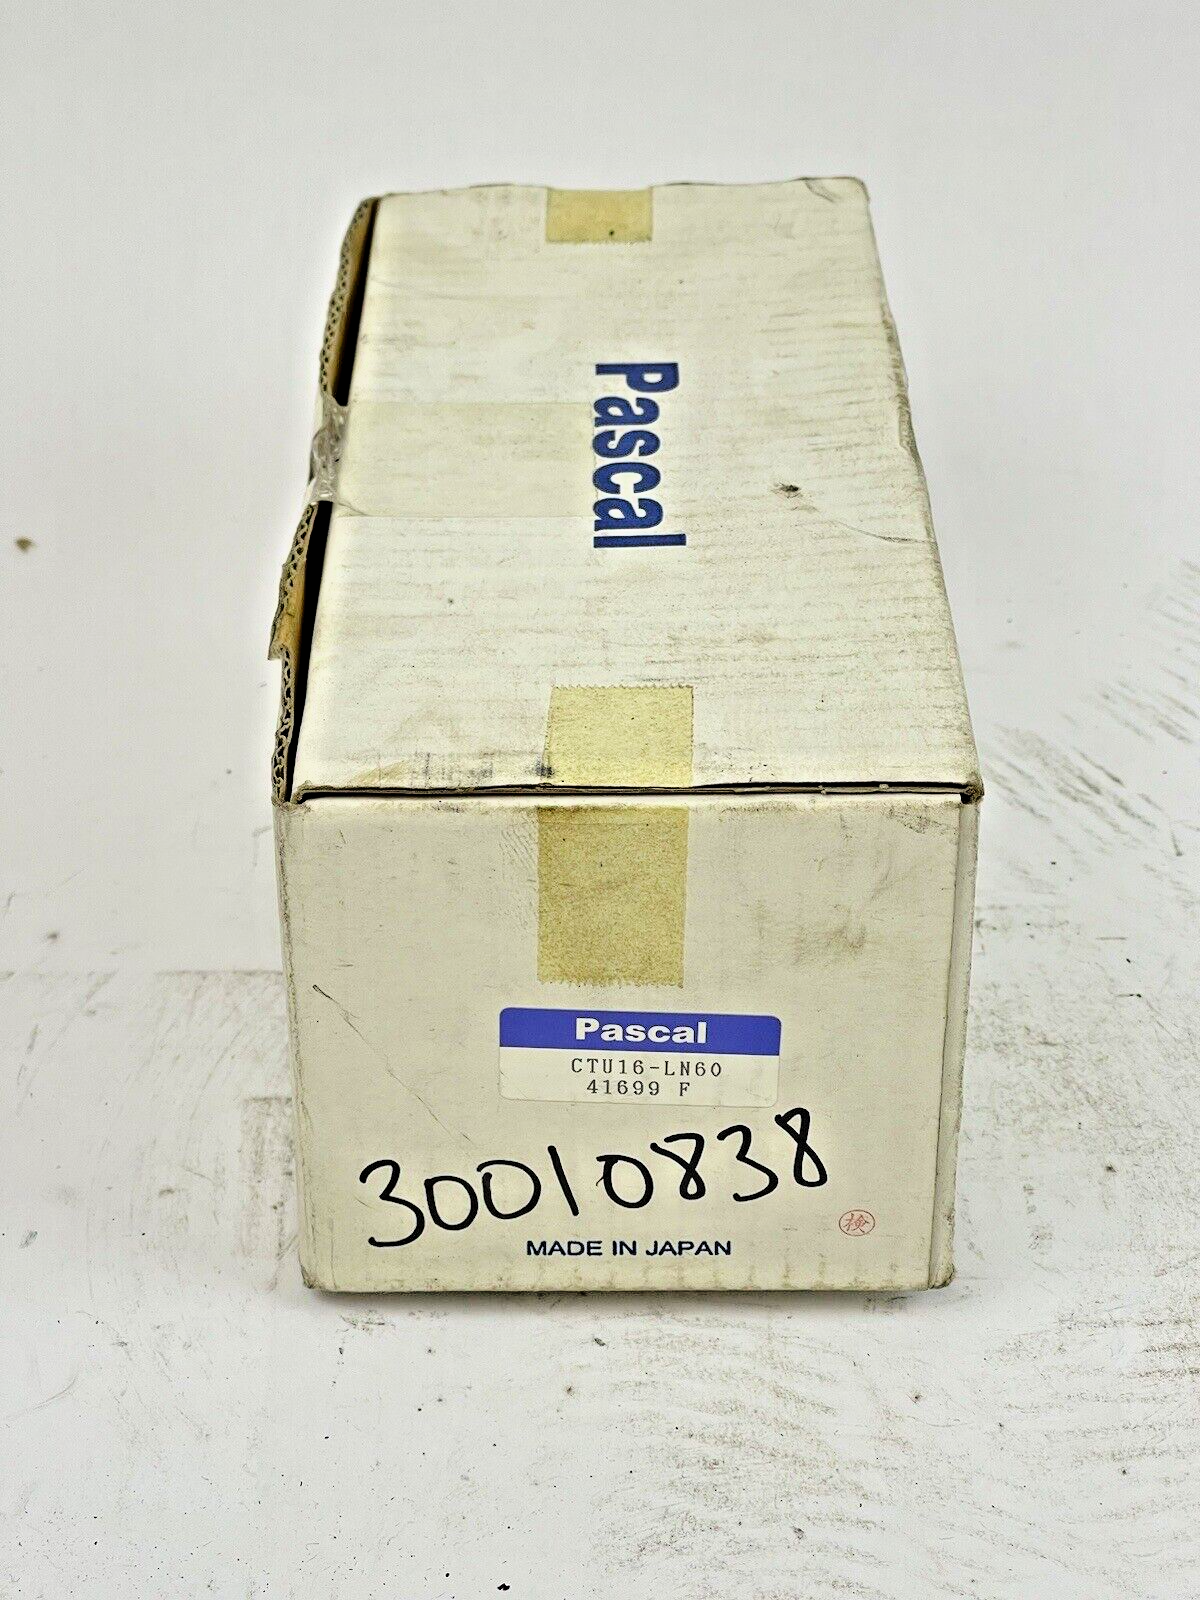 Pascal
Pascal
CTU16-LN60
41699 F
30010838
MADE IN JAPAN
検